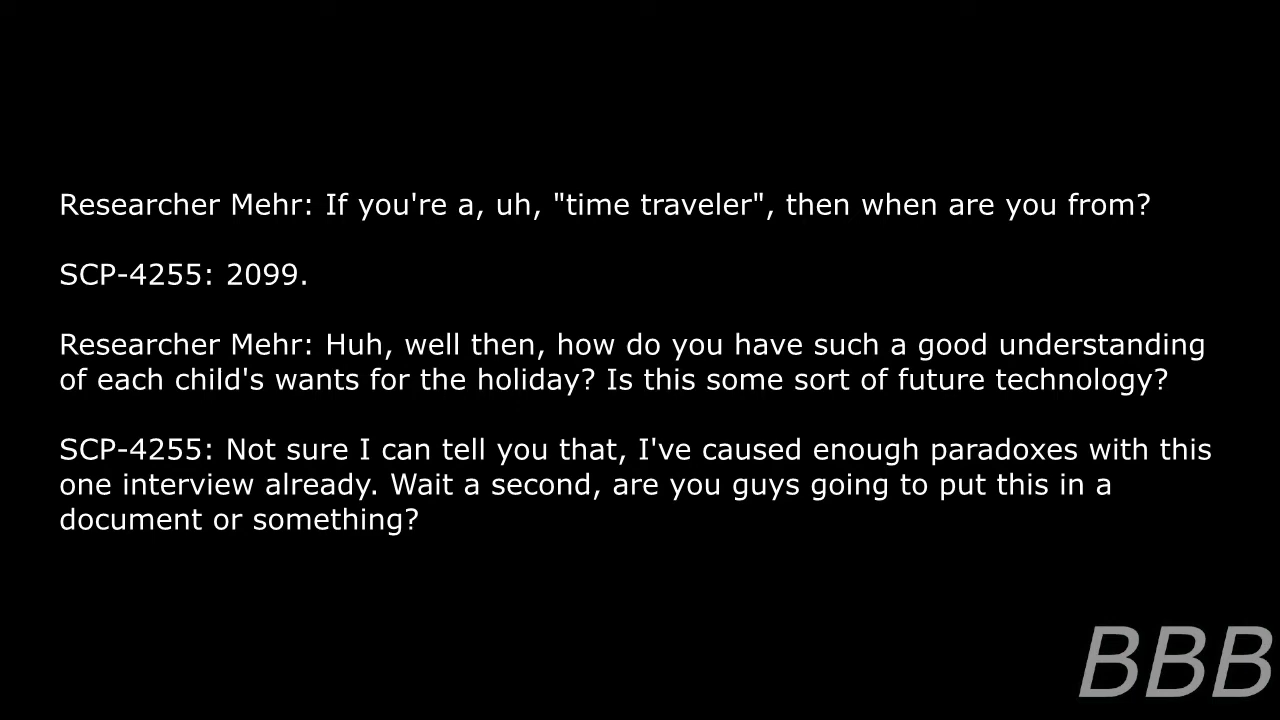 Researcher Mehr: If you're a, uh, "time traveler", then when are you from?
SCP-4255: 2099.
Researcher Mehr: Huh, well then, how do you have such a good understanding
of each child's wants for the holiday? Is this some sort of future technology?
SCP-4255: Not sure I can tell you that, I've caused enough paradoxes with this
one interview already. Wait a second, are you guys going to put this in a
document or something?
BBB